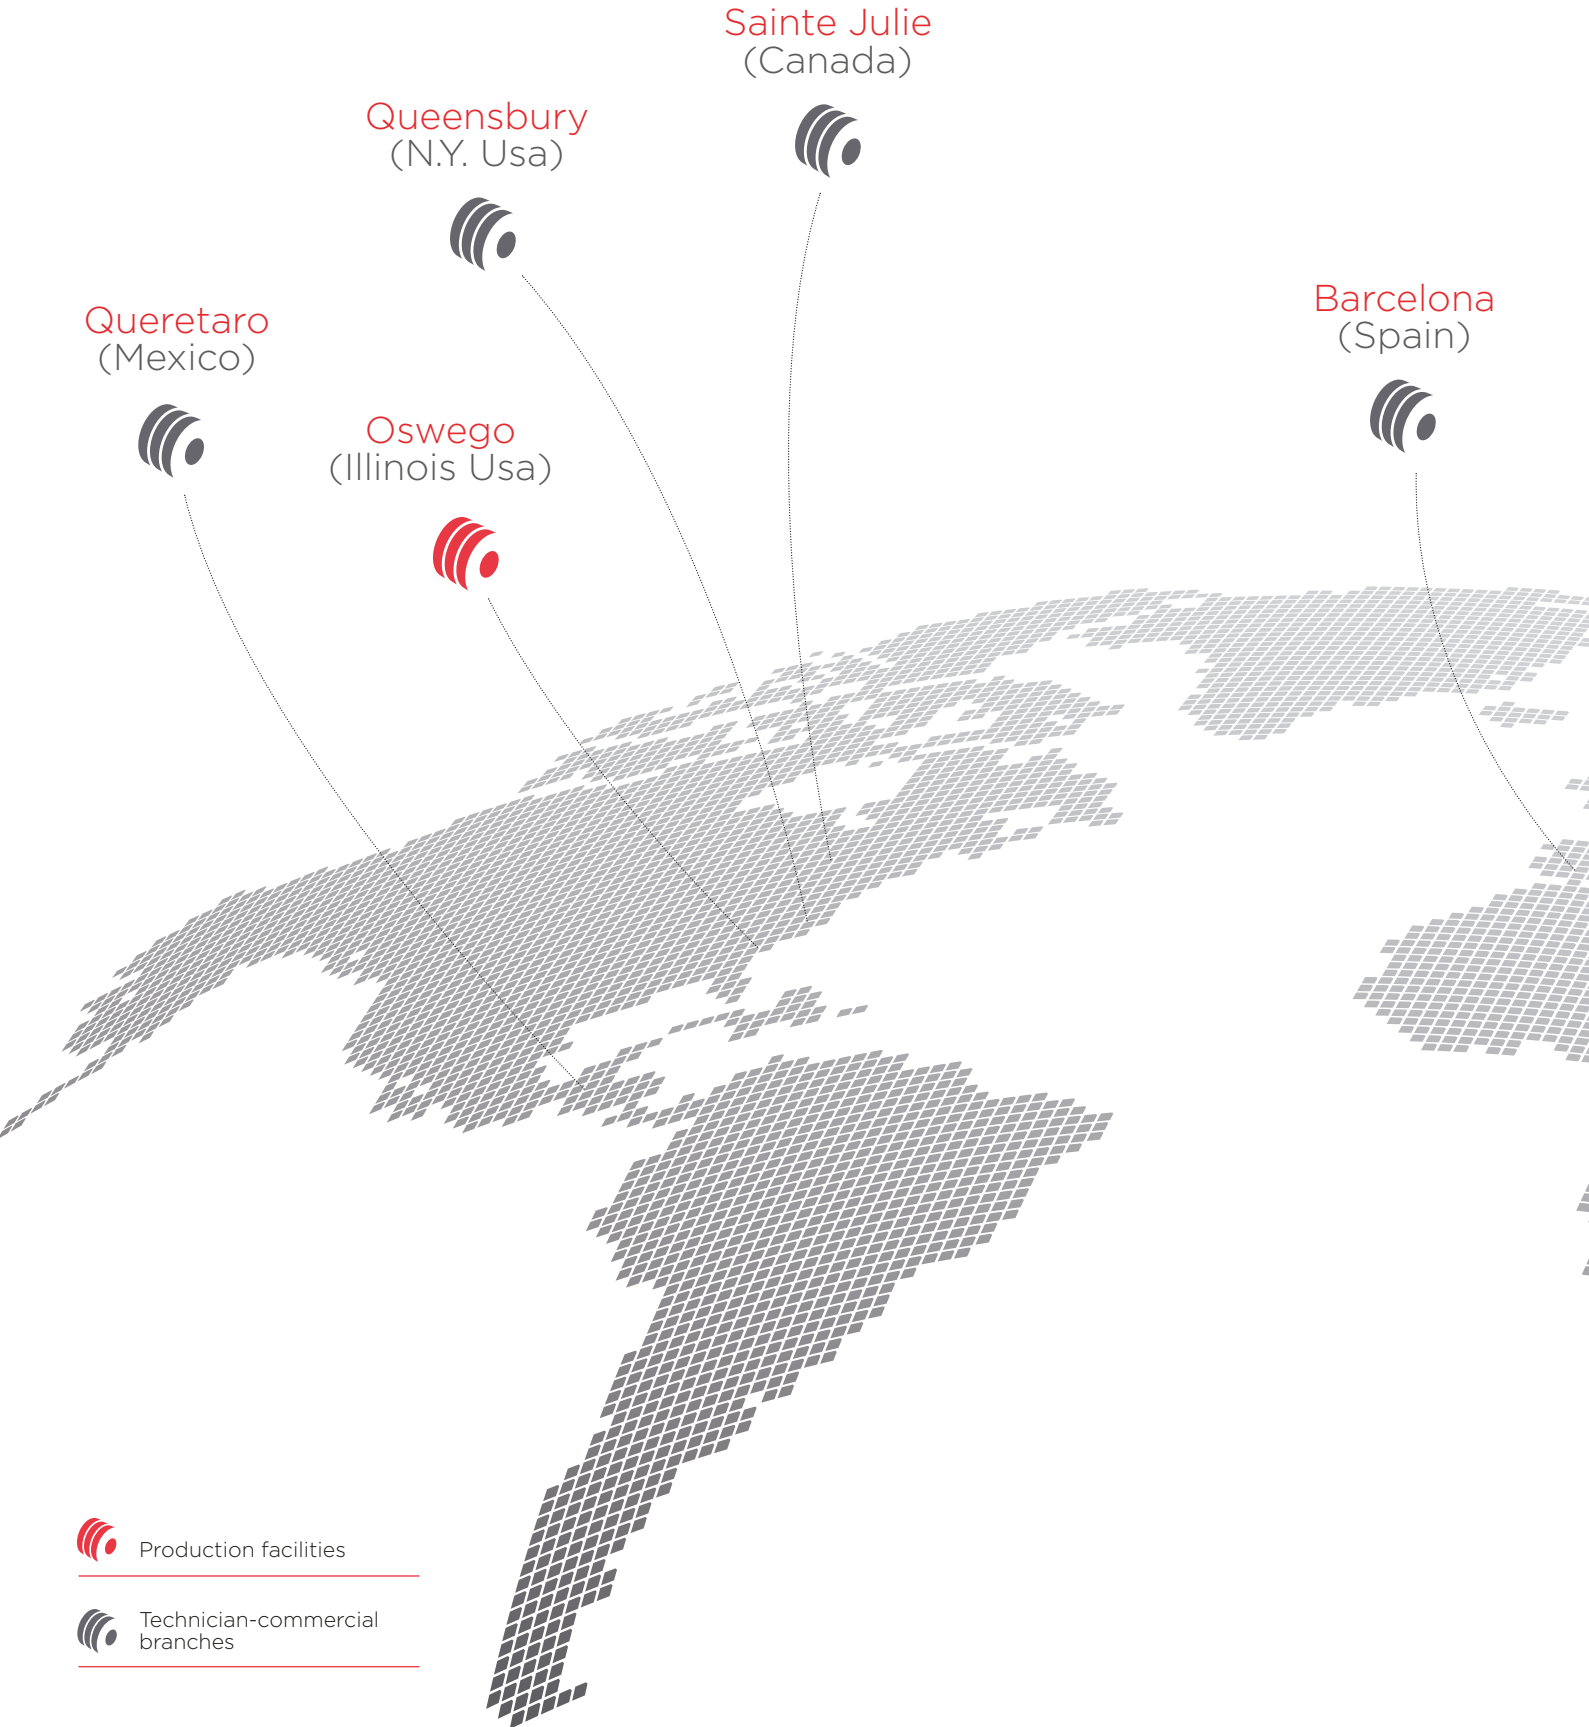 Sainte Julie
(Canada)
Queensbury
(N.Y. Usa)
Barcelona
(Spain)
Queretaro
(Mexico)
Oswego
(Illinois Usa)
Production facilities
Technician-commercial
branches